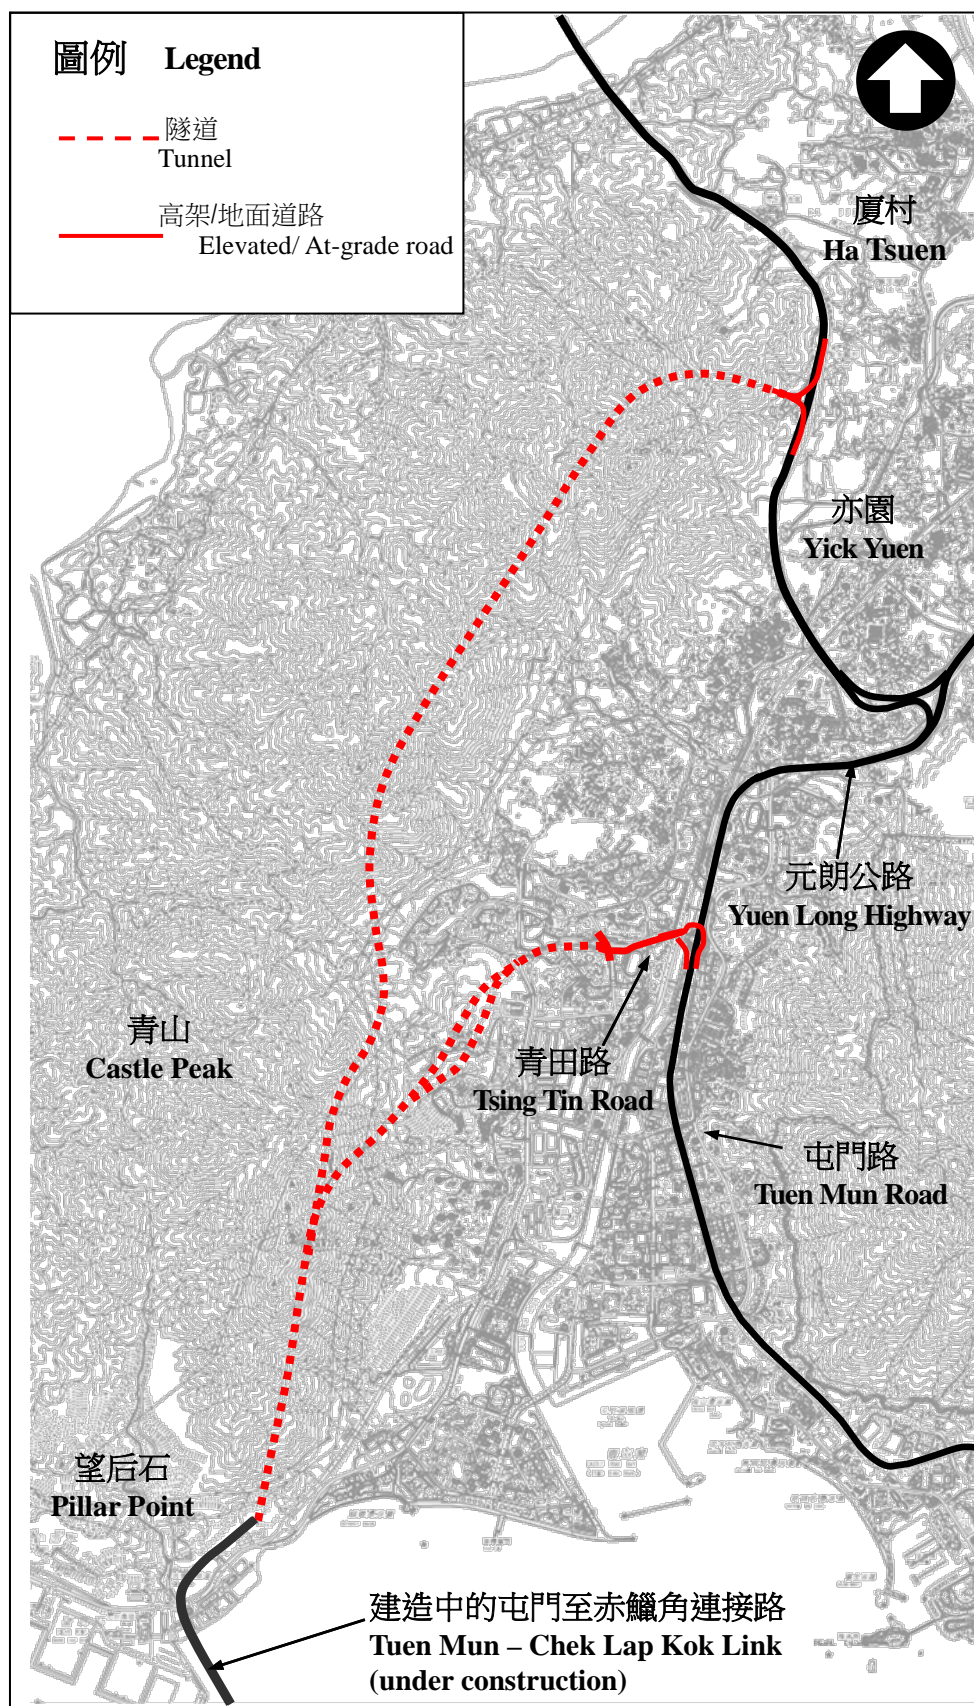 圖例 Legend
隧道
Tunnel
高架/地面道路
Elevated/ At-grade road
廈村
Ha Tsuen
亦園
Yick Yuen
元朗公路
Yuen Long Highway
青山
Castle Peak
青田路
Tsing Tin Road
屯門路
Tuen Mun Road
望后石
Pillar Point
建造中的屯門至赤鱲角連接路
Tuen Mun – Chek Lap Kok Link
(under construction)